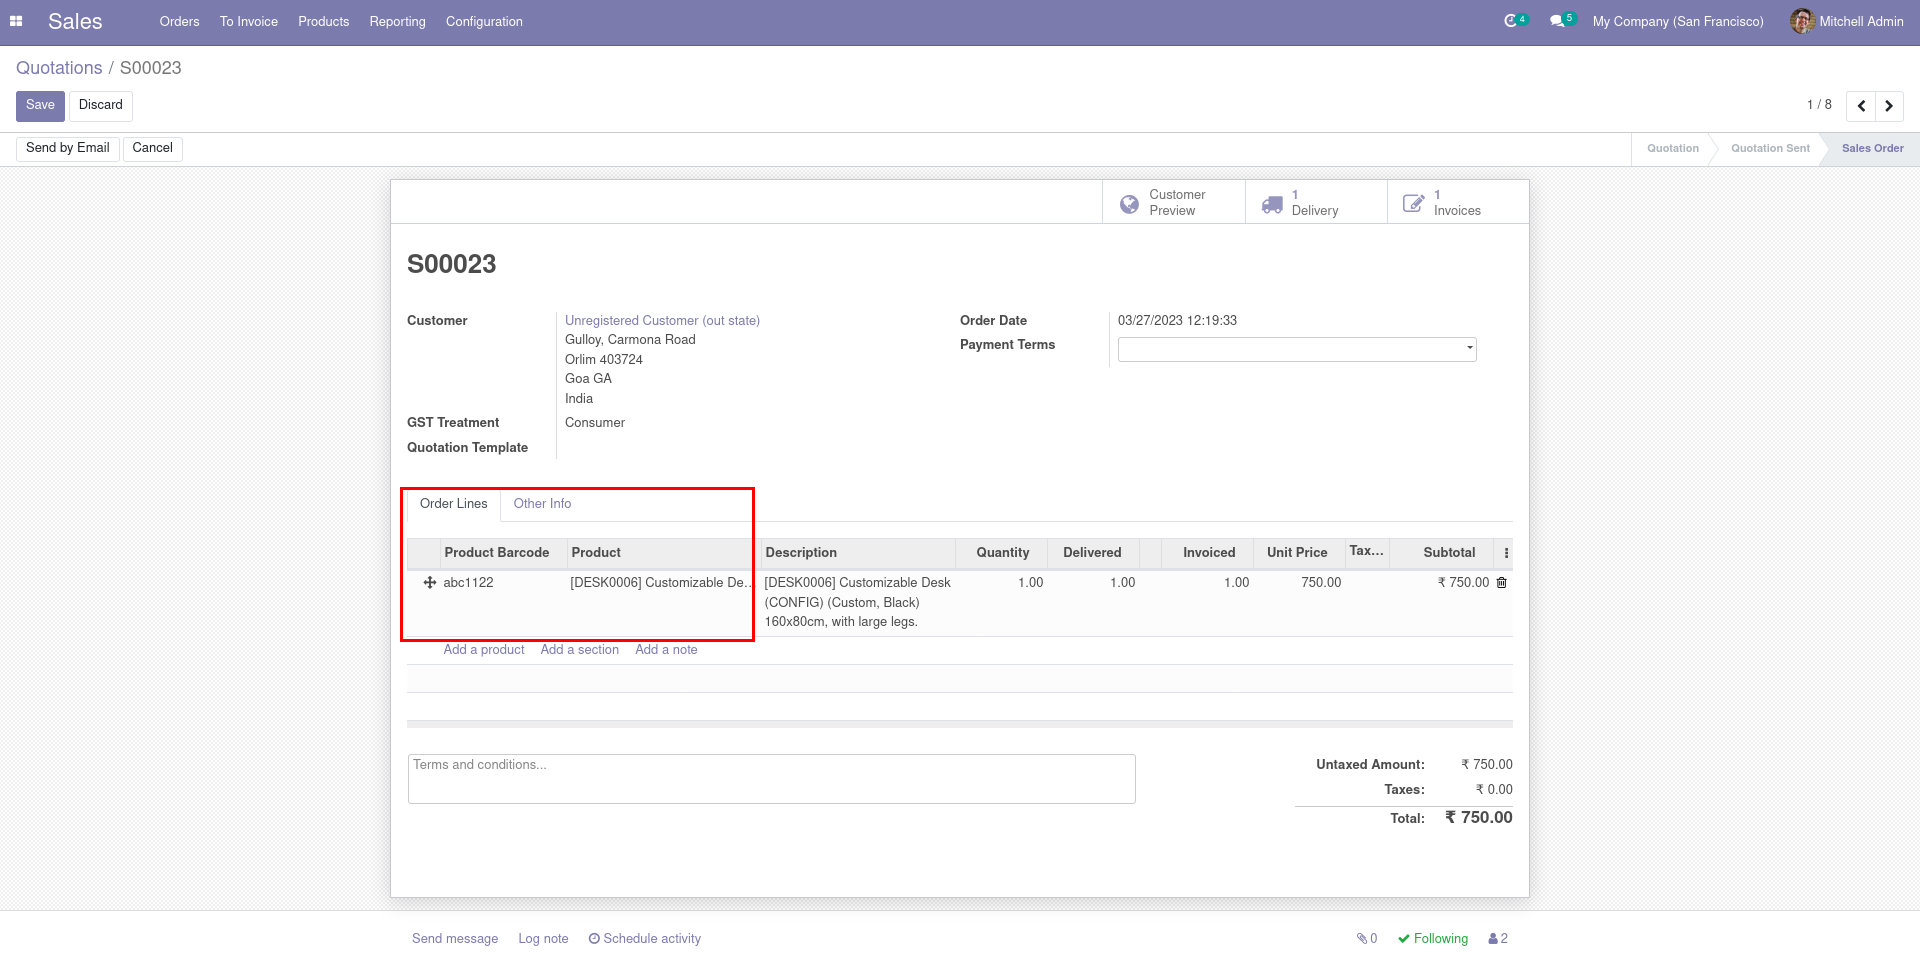 Sales Orders To Invoice Products Reporting Configuration 4 5 My Company (San Francisco) Mitchell Admin
Quotations / S00023
Save Discard 1 / 8
Send by Email Cancel Quotation Quotation Sent Sales Order
Customer Preview
1 Delivery
1 Invoices
S00023
Customer Unregistered Customer (out state)
Gulloy, Carmona Road
Orlim 403724
Goa GA
India
GST Treatment Consumer
Quotation Template
Order Date 03/27/2023 12:19:33
Payment Terms
Order Lines Other Info
Product Barcode Product Description Quantity Delivered Invoiced Unit Price Tax... Subtotal
abc1122 [DESK0006] Customizable De... [DESK0006] Customizable Desk 1.00 1.00 1.00 750.00 ₹ 750.00
(CONFIG) (Custom, Black)
160x80cm, with large legs.
Add a product Add a section Add a note
Terms and conditions...
Untaxed Amount: ₹ 750.00
Taxes: ₹ 0.00
Total: ₹ 750.00
Send message Log note Schedule activity 0 Following 2